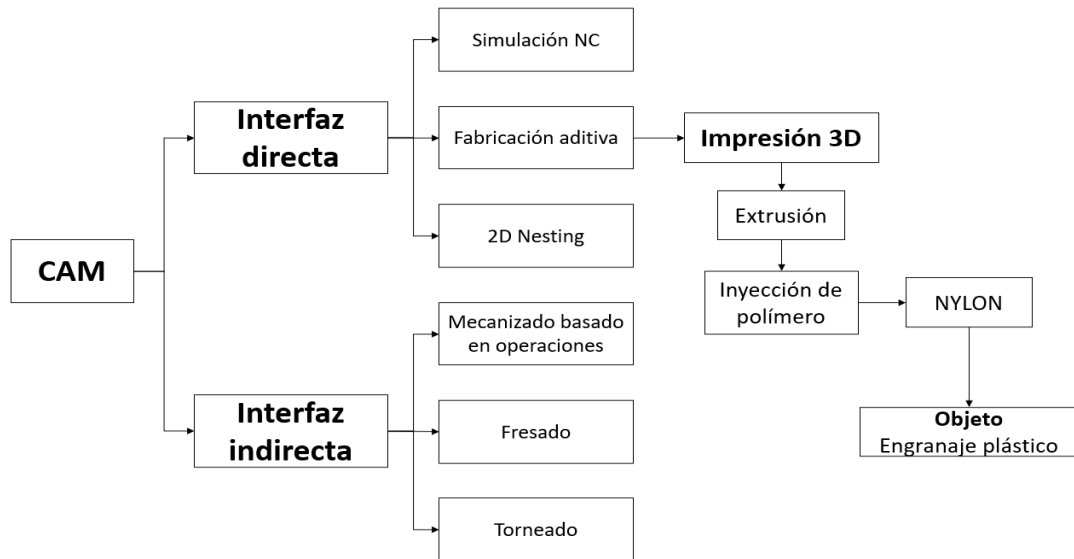 Simulación NC
Interfaz
directa
Fabricación aditiva
Impresión 3D
Extrusión
2D Nesting
CAM
Inyección de
polímero
NYLON
Mecanizado basado
en operaciones
Interfaz
indirecta
Fresado
Objeto
Engranaje plástico
Torneado